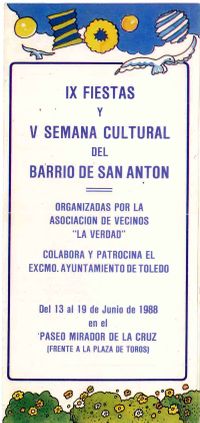 IX FIESTAS
Y
V SEMANA CULTURAL
DEL
BARRIO DE SAN ANTON
ORGANIZADAS POR LA
ASOCIACION DE VECINOS
"LA VERDAD"
COLABORA Y PATROCINA EL
EXCMO. AYUNTAMIENTO DE TOLEDO
Del 13 al 19 de Junio de 1988
en el
PASEO MIRADOR DE LA CRUZ
(FRENTE A LA PLAZA DE TOROS)